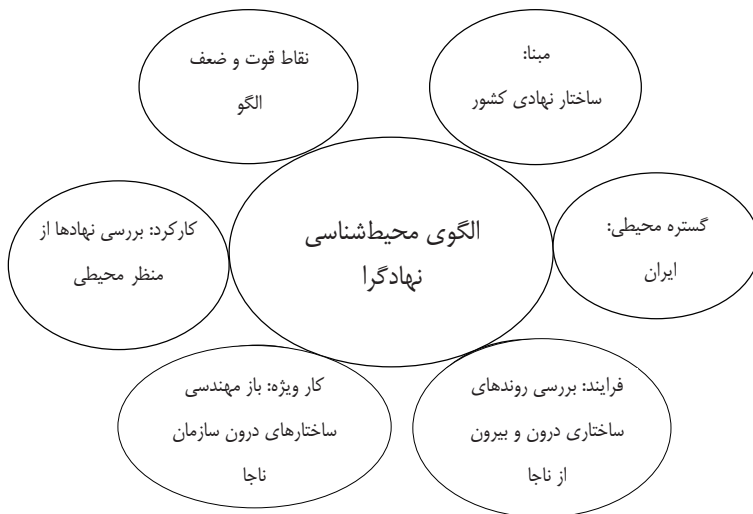 مبنا:
ساختار نهادی کشور
نقاط قوت و ضعف
الگو
گستره محیطی:
ایران
الگوی محیط‌شناسی
نهادگرا
کارکرد: بررسی نهادها از
منظر محیطی
فرایند: بررسی روندهای
ساختاری درون و بیرون
از ناجا
کار ویژه: باز مهندسی
ساختارهای درون سازمان
ناجا